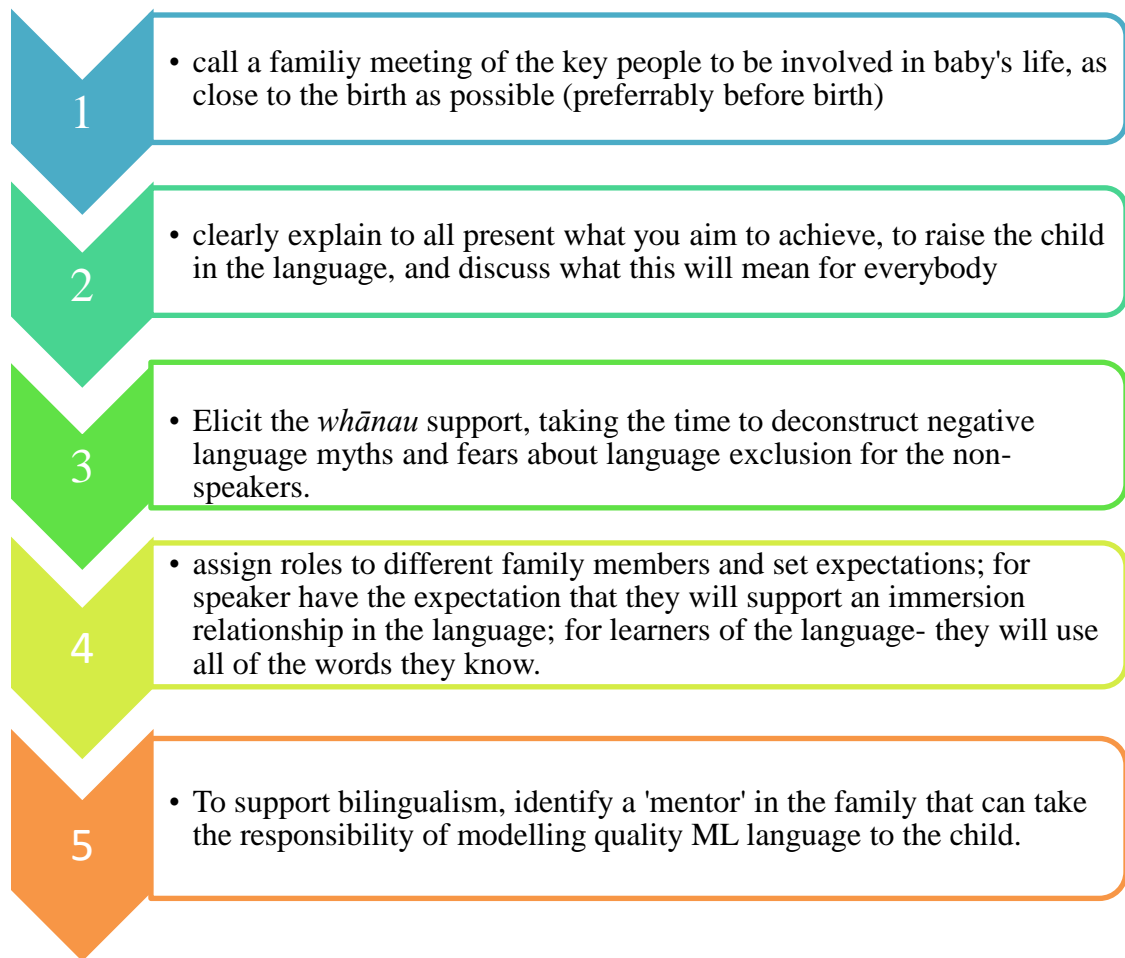 1
• call a familiy meeting of the key people to be involved in baby's life, as
close to the birth as possible (preferrably before birth)
2
• clearly explain to all present what you aim to achieve, to raise the child
in the language, and discuss what this will mean for everybody
3
• Elicit the whānau support, taking the time to deconstruct negative
language myths and fears about language exclusion for the non-
speakers.
4
• assign roles to different family members and set expectations; for
speaker have the expectation that they will support an immersion
relationship in the language; for learners of the language- they will use
all of the words they know.
5
• To support bilingualism, identify a 'mentor' in the family that can take
the responsibility of modelling quality ML language to the child.